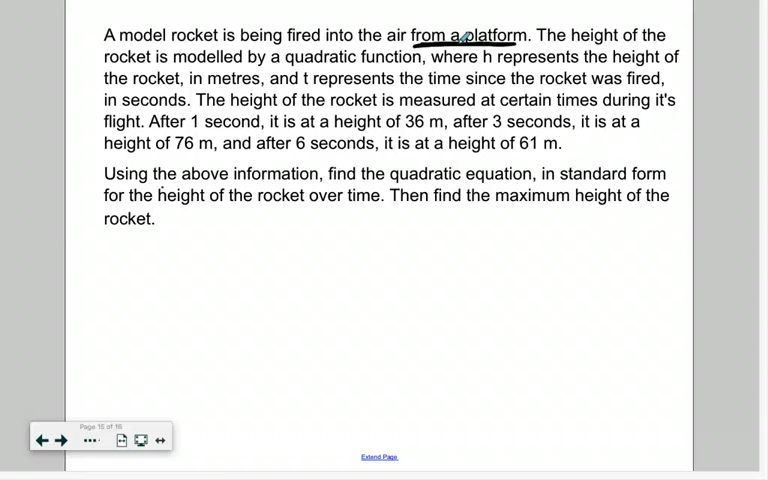 A model rocket is being fired into the air from a platform. The height of the
rocket is modelled by a quadratic function, where h represents the height of
the rocket, in metres, and t represents the time since the rocket was fired,
in seconds. The height of the rocket is measured at certain times during it's
flight. After 1 second, it is at a height of 36 m, after 3 seconds, it is at a
height of 76 m, and after 6 seconds, it is at a height of 61 m.
Using the above information, find the quadratic equation, in standard form
for the height of the rocket over time. Then find the maximum height of the
rocket.
Page 15 of 16
Extend Page